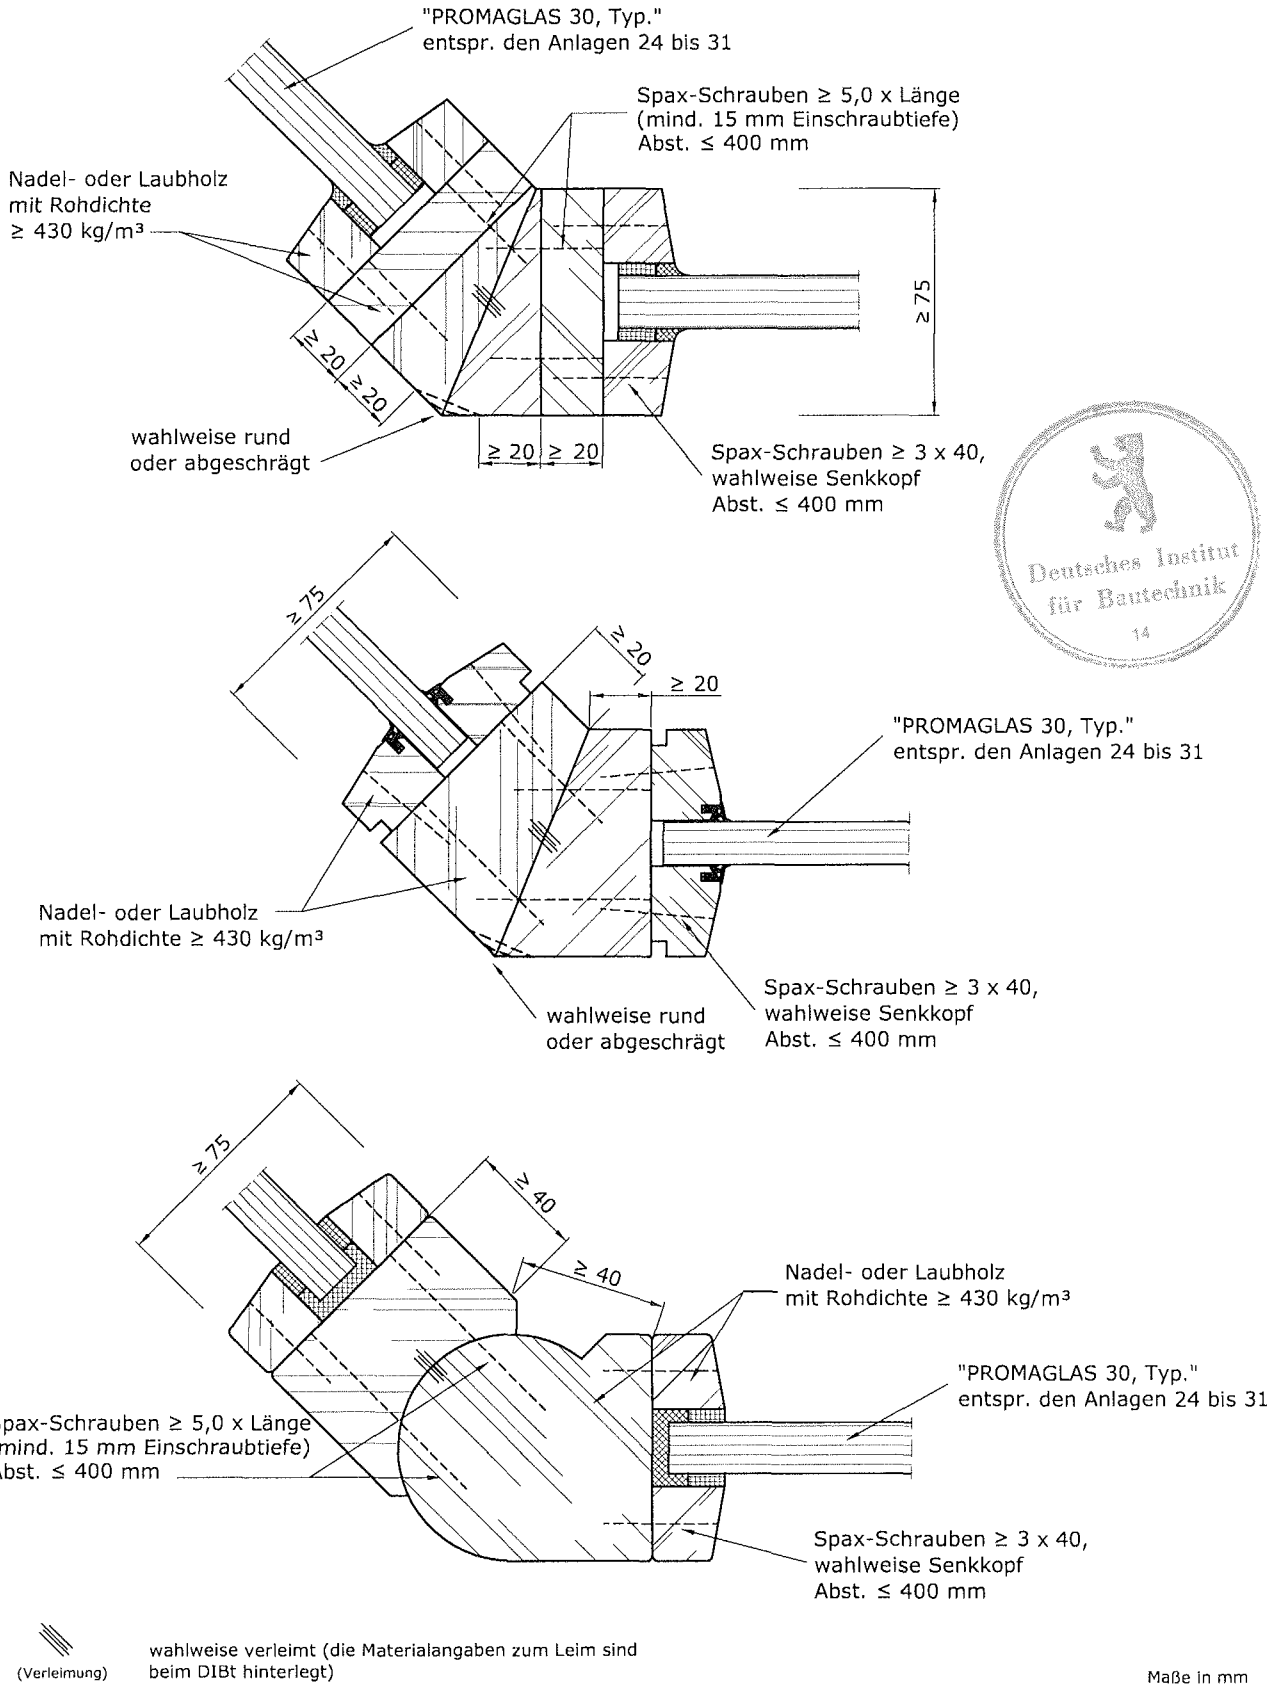 "PROMAGLAS 30, Typ."
entspr. den Anlagen 24 bis 31
Spax-Schrauben ≥ 5,0 x Länge
(mind. 15 mm Einschraubtiefe)
Abst. ≤ 400 mm
Nadel- oder Laubholz
mit Rohdichte
≥ 430 kg/m³
≥ 75
≥ 20
≥ 20
wahlweise rund
oder abgeschrägt
≥ 20
≥ 20
Spax-Schrauben ≥ 3 x 40,
wahlweise Senkkopf
Abst. ≤ 400 mm
Deutsches Institut
für Bautechnik
14
≥ 75
≥ 20
≥ 20
"PROMAGLAS 30, Typ."
entspr. den Anlagen 24 bis 31
Nadel- oder Laubholz
mit Rohdichte ≥ 430 kg/m³
wahlweise rund
oder abgeschrägt
Spax-Schrauben ≥ 3 x 40,
wahlweise Senkkopf
Abst. ≤ 400 mm
≥ 75
≥ 40
≥ 40
Nadel- oder Laubholz
mit Rohdichte ≥ 430 kg/m³
"PROMAGLAS 30, Typ."
entspr. den Anlagen 24 bis 31
pax-Schrauben ≥ 5,0 x Länge
mind. 15 mm Einschraubtiefe)
Abst. ≤ 400 mm
Spax-Schrauben ≥ 3 x 40,
wahlweise Senkkopf
Abst. ≤ 400 mm
(Verleimung)
wahlweise verleimt (die Materialangaben zum Leim sind
beim DIBt hinterlegt)
Maße in mm